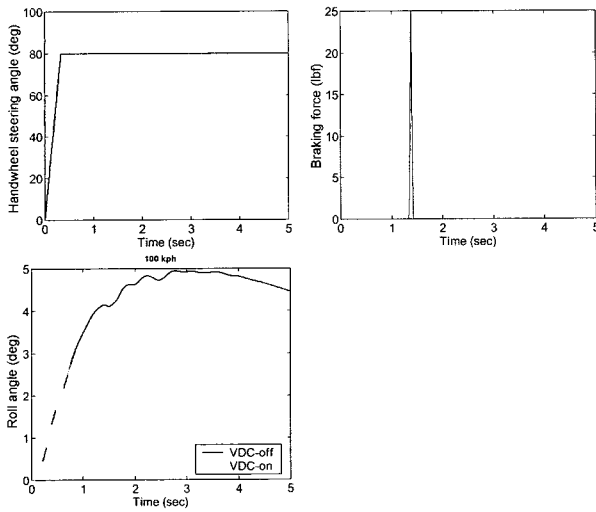 100
80
60
40
20
0
Handwheel steering angle (deg)
0 1 2 3 4 5
Time (sec)
25
20
15
10
5
0
Braking force (lbf)
0 1 2 3 4 5
Time (sec)
100 kph
5
4
3
2
1
0
Roll angle (deg)
0 1 2 3 4 5
Time (sec)
VDC-off
VDC-on